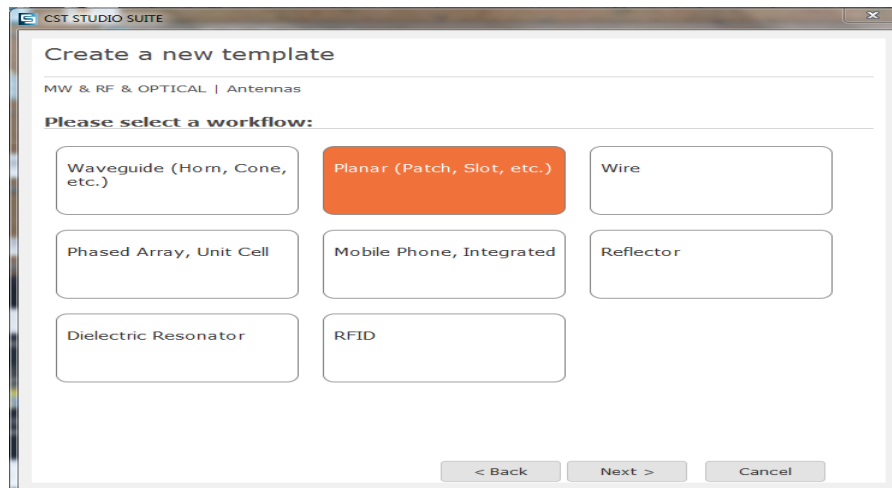 CST STUDIO SUITE
Create a new template
MW & RF & OPTICAL | Antennas
Please select a workflow:
Waveguide (Horn, Cone,
etc.)
Planar (Patch, Slot, etc.)
Wire
Phased Array, Unit Cell
Mobile Phone, Integrated
Reflector
Dielectric Resonator
RFID
< Back
Next >
Cancel